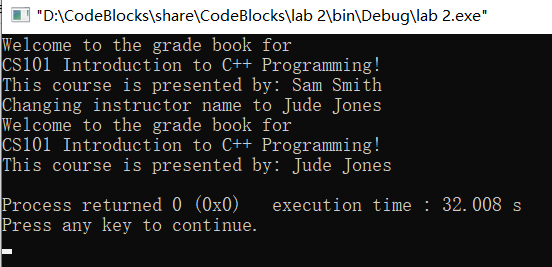 "D:\CodeBlocks\share\CodeBlocks\lab 2\bin\Debug\lab 2.exe"
Welcome to the grade book for
CS101 Introduction to C++ Programming!
This course is presented by: Sam Smith
Changing instructor name to Jude Jones
Welcome to the grade book for
CS101 Introduction to C++ Programming!
This course is presented by: Jude Jones
Process returned 0 (0x0)   execution time : 32.008 s
Press any key to continue.